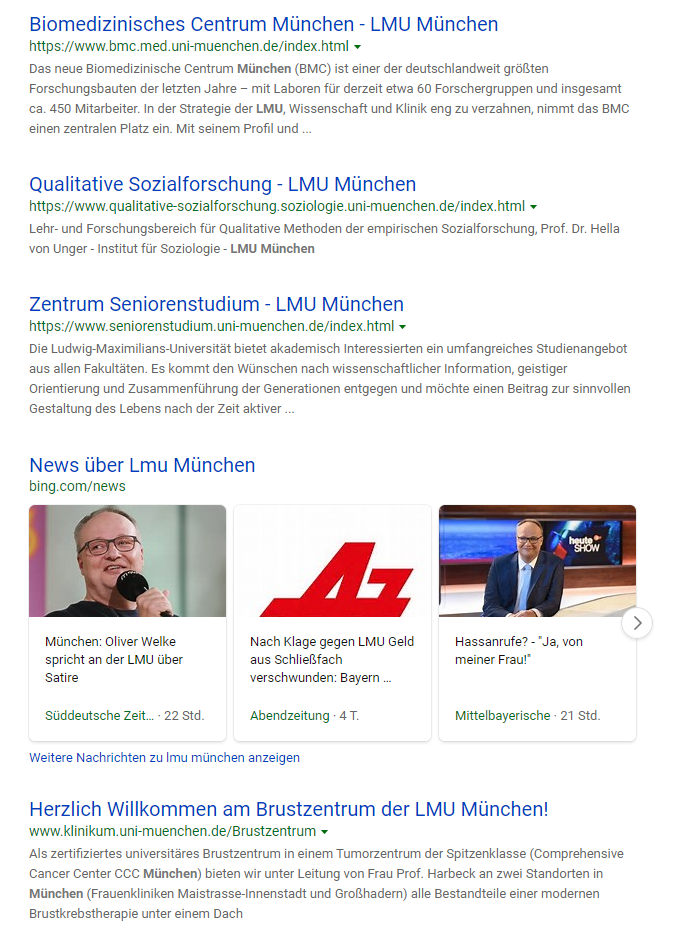 Biomedizinisches Centrum München - LMU München
https://www.bmc.med.uni-muenchen.de/index.html
Das neue Biomedizinische Centrum München (BMC) ist einer der deutschlandweit größten
Forschungsbauten der letzten Jahre – mit Laboren für derzeit etwa 60 Forschergruppen und insgesamt
ca. 450 Mitarbeiter. In der Strategie der LMU, Wissenschaft und Klinik eng zu verzahnen, nimmt das BMC
einen zentralen Platz ein. Mit seinem Profil und ...
Qualitative Sozialforschung - LMU München
https://www.qualitative-sozialforschung.soziologie.uni-muenchen.de/index.html
Lehr- und Forschungsbereich für Qualitative Methoden der empirischen Sozialforschung, Prof. Dr. Hella
von Unger - Institut für Soziologie - LMU München
Zentrum Seniorenstudium - LMU München
https://www.seniorenstudium.uni-muenchen.de/index.html
Die Ludwig-Maximilians-Universität bietet akademisch Interessierten ein umfangreiches Studienangebot
aus allen Fakultäten. Es kommt den Wünschen nach wissenschaftlicher Information, geistiger
Orientierung und Zusammenführung der Generationen entgegen und möchte einen Beitrag zur sinnvollen
Gestaltung des Lebens nach der Zeit aktiver ...
News über Lmu München
bing.com/news
München: Oliver Welke
spricht an der LMU über
Satire
Süddeutsche Zeit... · 22 Std.
AZ
Nach Klage gegen LMU Geld
aus Schließfach
verschwunden: Bayern ...
Abendzeitung · 4 T.
heute
SHOW
Hassanrufe? - "Ja, von
meiner Frau!"
Mittelbayerische · 21 Std.
Weitere Nachrichten zu lmu münchen anzeigen
Herzlich Willkommen am Brustzentrum der LMU München!
www.klinikum.uni-muenchen.de/Brustzentrum
Als zertifiziertes universitäres Brustzentrum in einem Tumorzentrum der Spitzenklasse (Comprehensive
Cancer Center CCC München) bieten wir unter Leitung von Frau Prof. Harbeck an zwei Standorten in
München (Frauenkliniken Maistrasse-Innenstadt und Großhadern) alle Bestandteile einer modernen
Brustkrebstherapie unter einem Dach